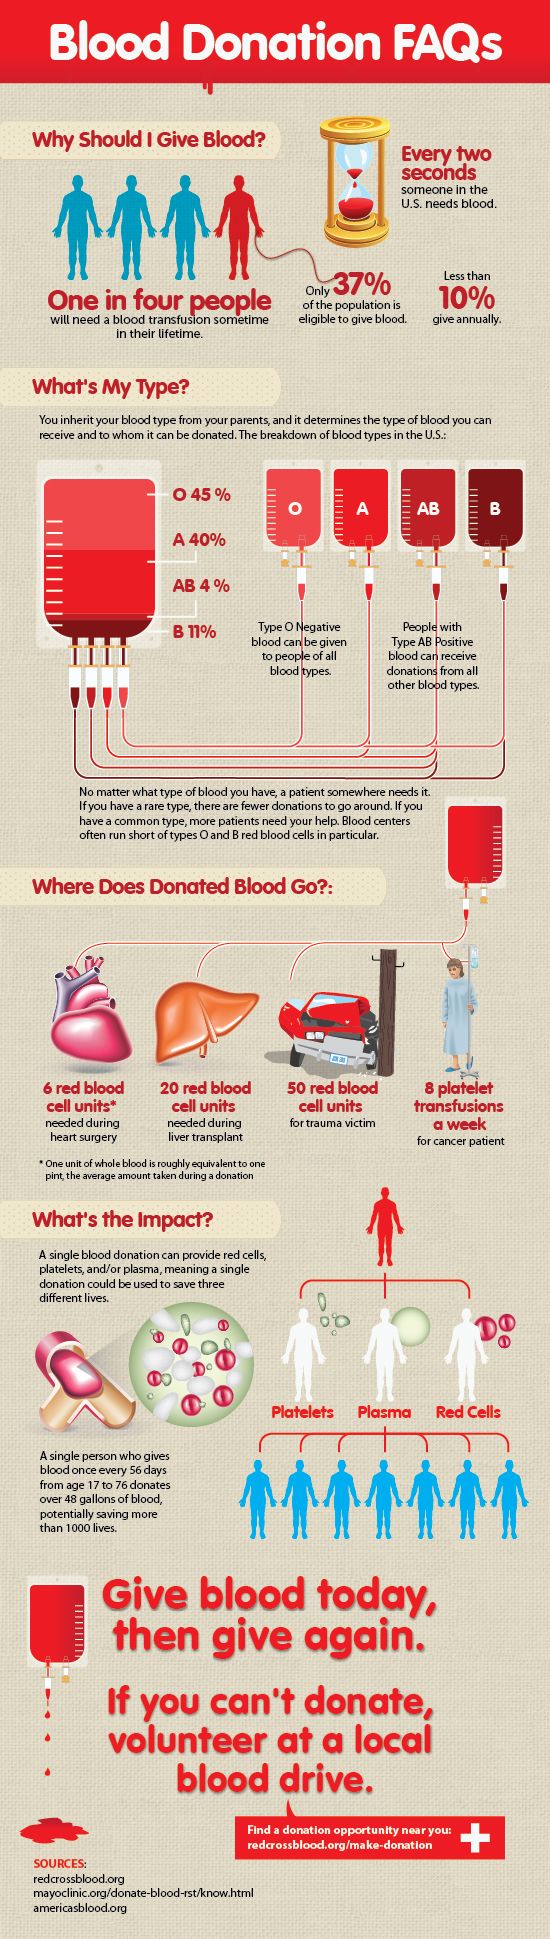 Blood Donation FAQs
Why Should I Give Blood?
Every two
seconds
someone in the
U.S. needs blood.
One in four people
will need a blood transfusion sometime
in their lifetime.
Only 37%
of the population is
eligible to give blood.
Less than
10%
give annually.
What's My Type?
You inherit your blood type from your parents, and it determines the type of blood you can
receive and to whom it can be donated. The breakdown of blood types in the U.S.:
O 45 %
A 40%
AB 4 %
B 11%
O
A
AB
B
Type O Negative
blood can be given
to people of all
blood types.
People with
Type AB Positive
blood can receive
donations from all
other blood types.
No matter what type of blood you have, a patient somewhere needs it.
If you have a rare type, there are fewer donations to go around. If you
have a common type, more patients need your help. Blood centers
often run short of types O and B red blood cells in particular.
Where Does Donated Blood Go?:
6 red blood
cell units*
needed during
heart surgery
20 red blood
cell units
needed during
liver transplant
50 red blood
cell units
for trauma victim
8 platelet
transfusions
a week
for cancer patient
* One unit of whole blood is roughly equivalent to one
pint, the average amount taken during a donation
What's the Impact?
A single blood donation can provide red cells,
platelets, and/or plasma, meaning a single
donation could be used to save three
different lives.
Platelets
Plasma
Red Cells
A single person who gives
blood once every 56 days
from age 17 to 76 donates
over 48 gallons of blood,
potentially saving more
than 1000 lives.
Give blood today,
then give again.
If you can't donate,
volunteer at a local
blood drive.
Find a donation opportunity near you:
redcrossblood.org/make-donation
SOURCES:
redcrossblood.org
mayoclinic.org/donate-blood-rst/know.html
americasblood.org